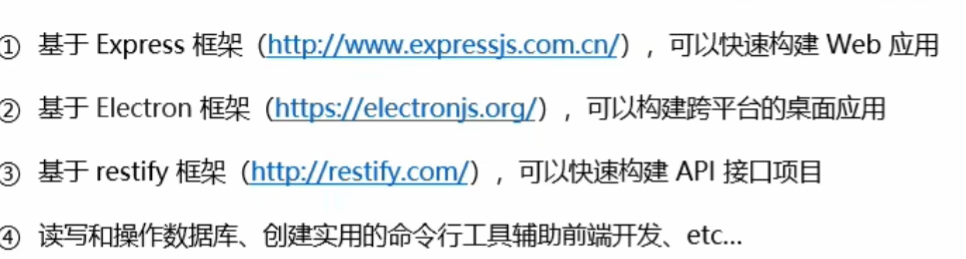 ① 基于 Express 框架（http://www.expressjs.com.cn/），可以快速构建 Web 应用
② 基于 Electron 框架（https://electronjs.org/），可以构建跨平台的桌面应用
③ 基于 restify 框架（http://restify.com/），可以快速构建 API 接口项目
④ 读写和操作数据库、创建实用的命令行工具辅助前端开发、etc...